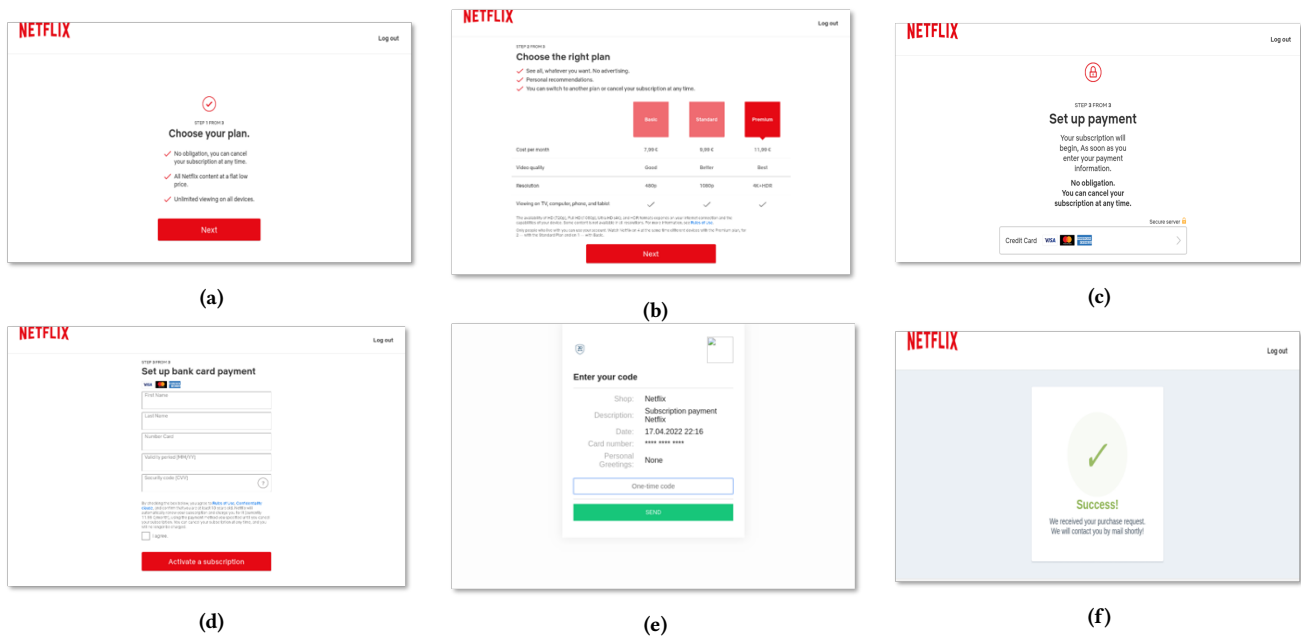 NETFLIX
Log out
STEP 1 FROM 3
Choose your plan.
No obligation, you can cancel
your subscription at any time.
All Netflix content at a flat low
price.
Unlimited viewing on all devices.
Next
(a)
NETFLIX
Log out
STEP 2 FROM 3
Choose the right plan
See all, whatever you want. No advertising.
Personal recommendations.
You can switch to another plan or cancel your subscription at any time.
Basic Standard Premium
Cost per month 7,99 € 9,99 € 11,99 €
Video quality Good Better Best
Resolution 480p 1080p 4K+HDR
Viewing on TV, computer, phone, and tablet
Next
(b)
NETFLIX
Log out
STEP 3 FROM 3
Set up payment
Your subscription will
begin, As soon as you
enter your payment
information.
No obligation.
You can cancel your
subscription at any time.
Secure server
Credit Card VISA
(c)
NETFLIX
Log out
STEP 3 FROM 3
Set up bank card payment
VISA
First Name
Last Name
Number Card
Validity period (MM/YY)
Security code (CVV)
?
I agree.
Activate a subscription
(d)
Enter your code
Shop: Netflix
Description: Subscription payment
Netflix
Date: 17.04.2022 22:16
Card number: **** **** ****
Personal
Greetings: None
One-time code
SEND
(e)
NETFLIX
Log out
✓
Success!
We received your purchase request.
We will contact you by mail shortly!
(f)